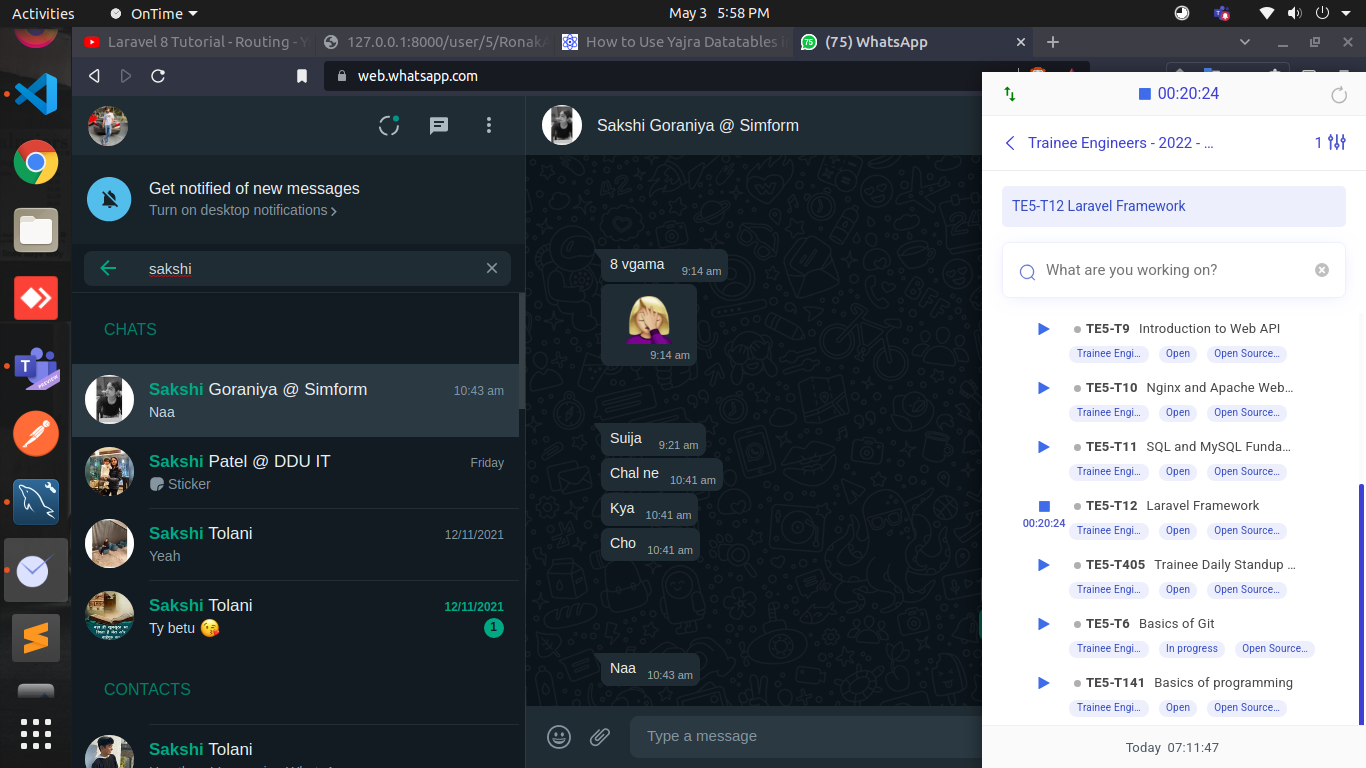 Activities
OnTime
May 3 5:58 PM
Laravel 8 Tutorial - Routing - Y
127.0.0.1:8000/user/5/RonakA
How to Use Yajra Datatables i
(75) WhatsApp
web.whatsapp.com
Get notified of new messages
Turn on desktop notifications
sakshi
CHATS
Sakshi Goraniya @ Simform
10:43 am
Naa
Sakshi Patel @ DDU IT
Friday
Sticker
Sakshi Tolani
12/11/2021
Yeah
Sakshi Tolani
12/11/2021
Ty betu 😘
1
CONTACTS
Sakshi Tolani
Sakshi Goraniya @ Simform
8 vgama
9:14 am
9:14 am
Suija
9:21 am
Chal ne
10:41 am
Kya
10:41 am
Cho
10:41 am
Naa
10:43 am
Type a message
00:20:24
Trainee Engineers - 2022 - ...
1
TE5-T12 Laravel Framework
What are you working on?
TE5-T9 Introduction to Web API
Trainee Engi... Open Open Source...
TE5-T10 Nginx and Apache Web...
Trainee Engi... Open Open Source...
TE5-T11 SQL and MySQL Funda...
Trainee Engi... Open Open Source...
TE5-T12 Laravel Framework
00:20:24
Trainee Engi... Open Open Source...
TE5-T405 Trainee Daily Standup ...
Trainee Engi... Open Open Source...
TE5-T6 Basics of Git
Trainee Engi... In progress Open Source...
TE5-T141 Basics of programming
Trainee Engi... Open Open Source...
Today 07:11:47